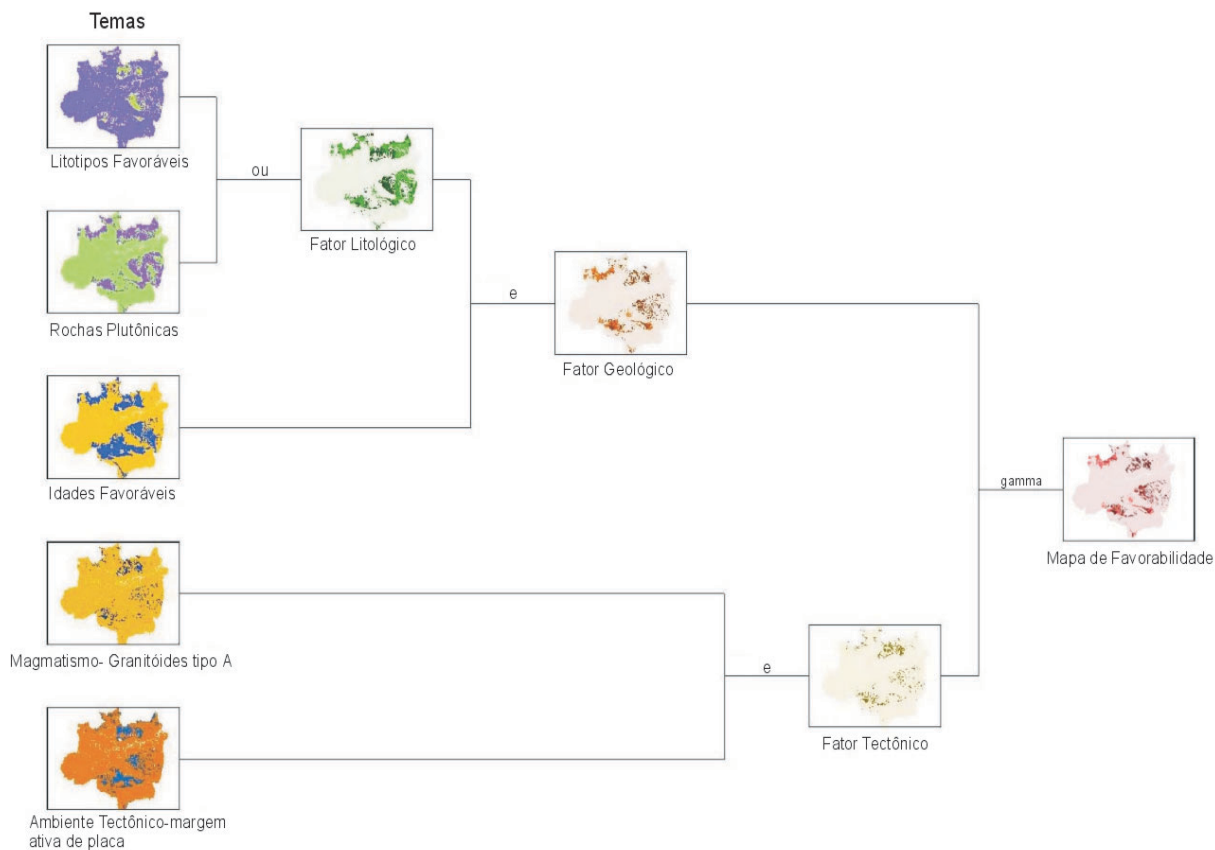 Temas
Litotipos Favoráveis
ou
Fator Litológico
Rochas Plutônicas
e
Fator Geológico
Idades Favoráveis
gamma
Mapa de Favorabilidade
Magmatismo- Granitóides tipo A
e
Fator Tectônico
Ambiente Tectônico-margem
ativa de placa